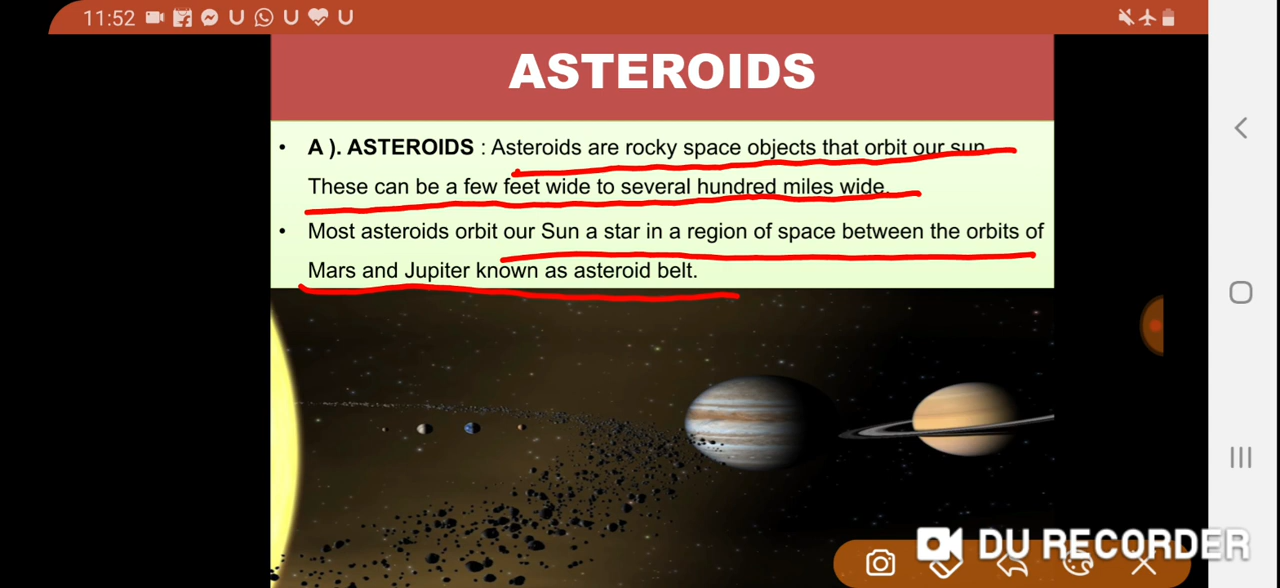 11:52
ASTEROIDS
• A ). ASTEROIDS : Asteroids are rocky space objects that orbit our sun
These can be a few feet wide to several hundred miles wide.
• Most asteroids orbit our Sun a star in a region of space between the orbits of
Mars and Jupiter known as asteroid belt.
DU RECORDER